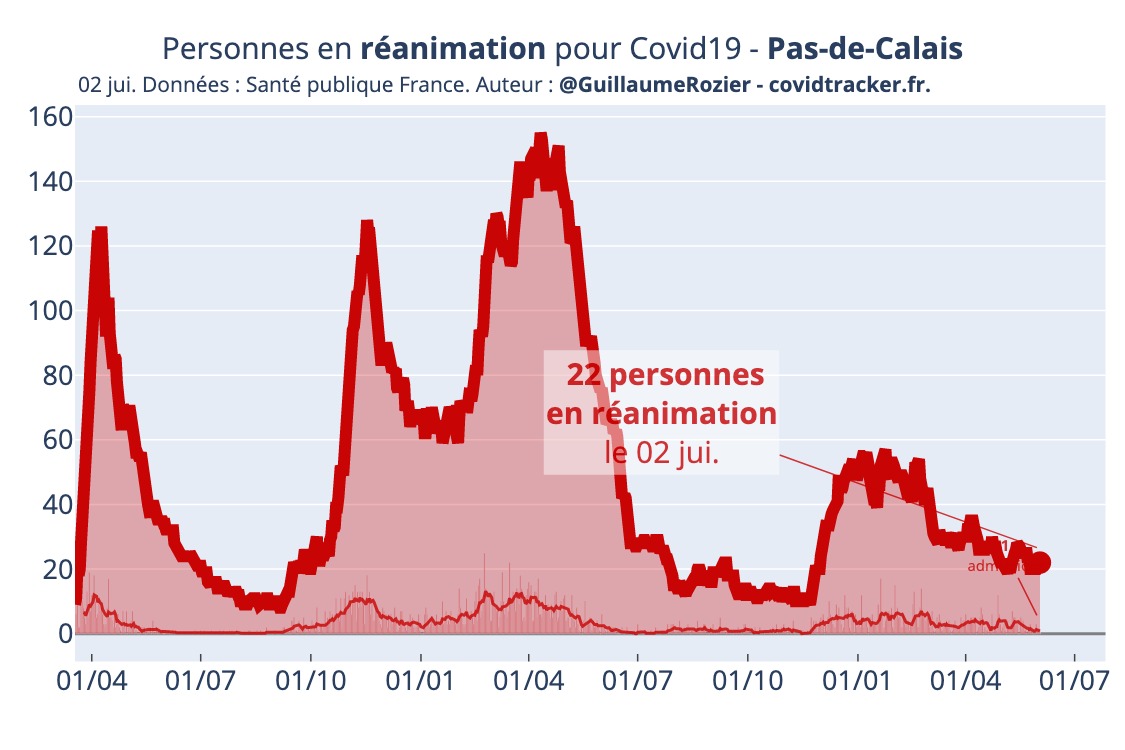 Personnes en réanimation pour Covid19 - Pas-de-Calais
02 jui. Données : Santé publique France. Auteur : @GuillaumeRozier - covidtracker.fr.
160
140
120
100
80
60
40
20
0
22 personnes
en réanimation
le 02 jui.
01/04 01/07 01/10 01/01 01/04 01/07 01/10 01/01 01/04 01/07